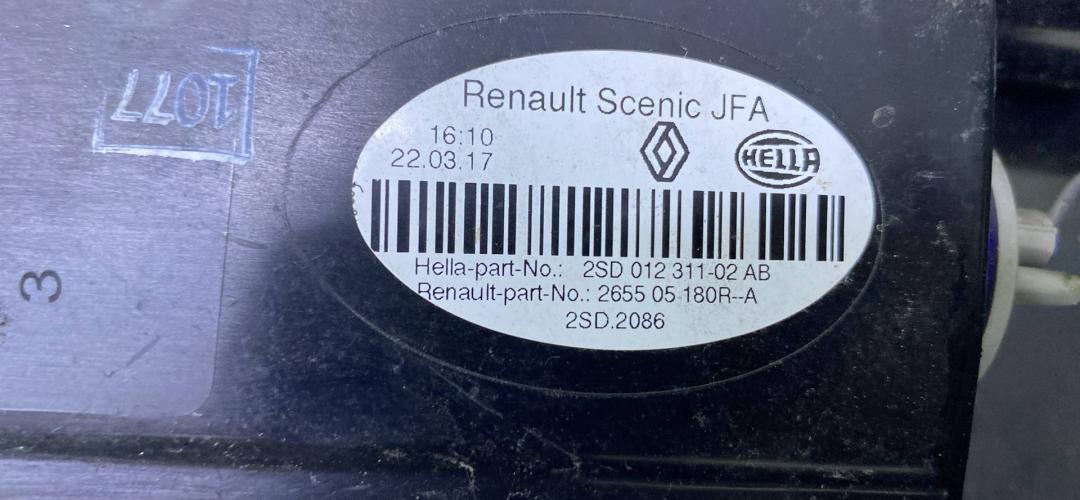 1077
Renault Scenic JFA
16:10
22.03.17
HELLA
Hella-part-No.: 2SD 012 311-02 AB
Renault-part-No.: 2655 05 180R--A
2SD.2086
3